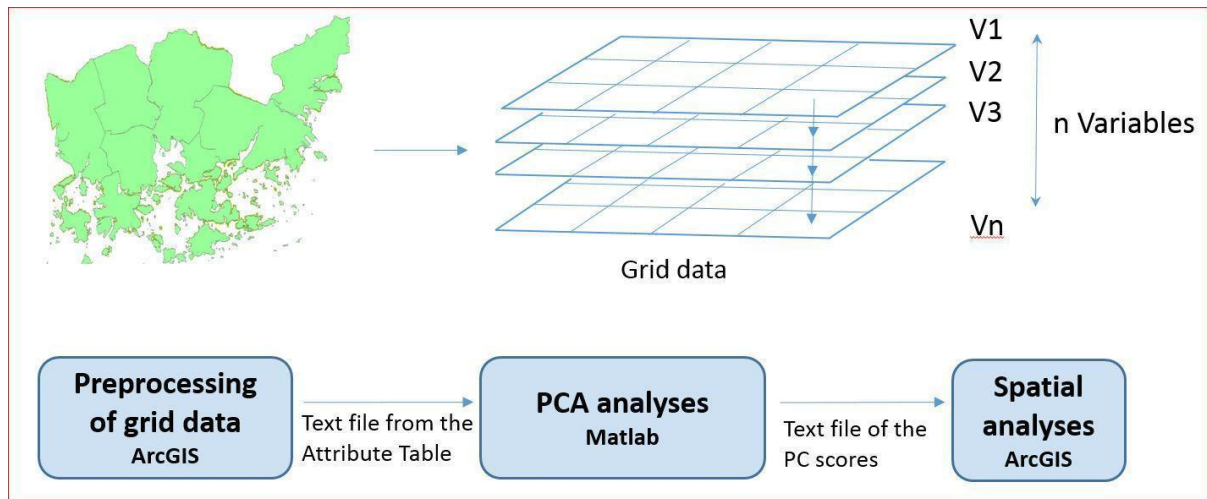 V1
V2
V3
n Variables
Vn
Grid data
Preprocessing
of grid data
ArcGIS
Text file from the
Attribute Table
PCA analyses
Matlab
Text file of the
PC scores
Spatial
analyses
ArcGIS